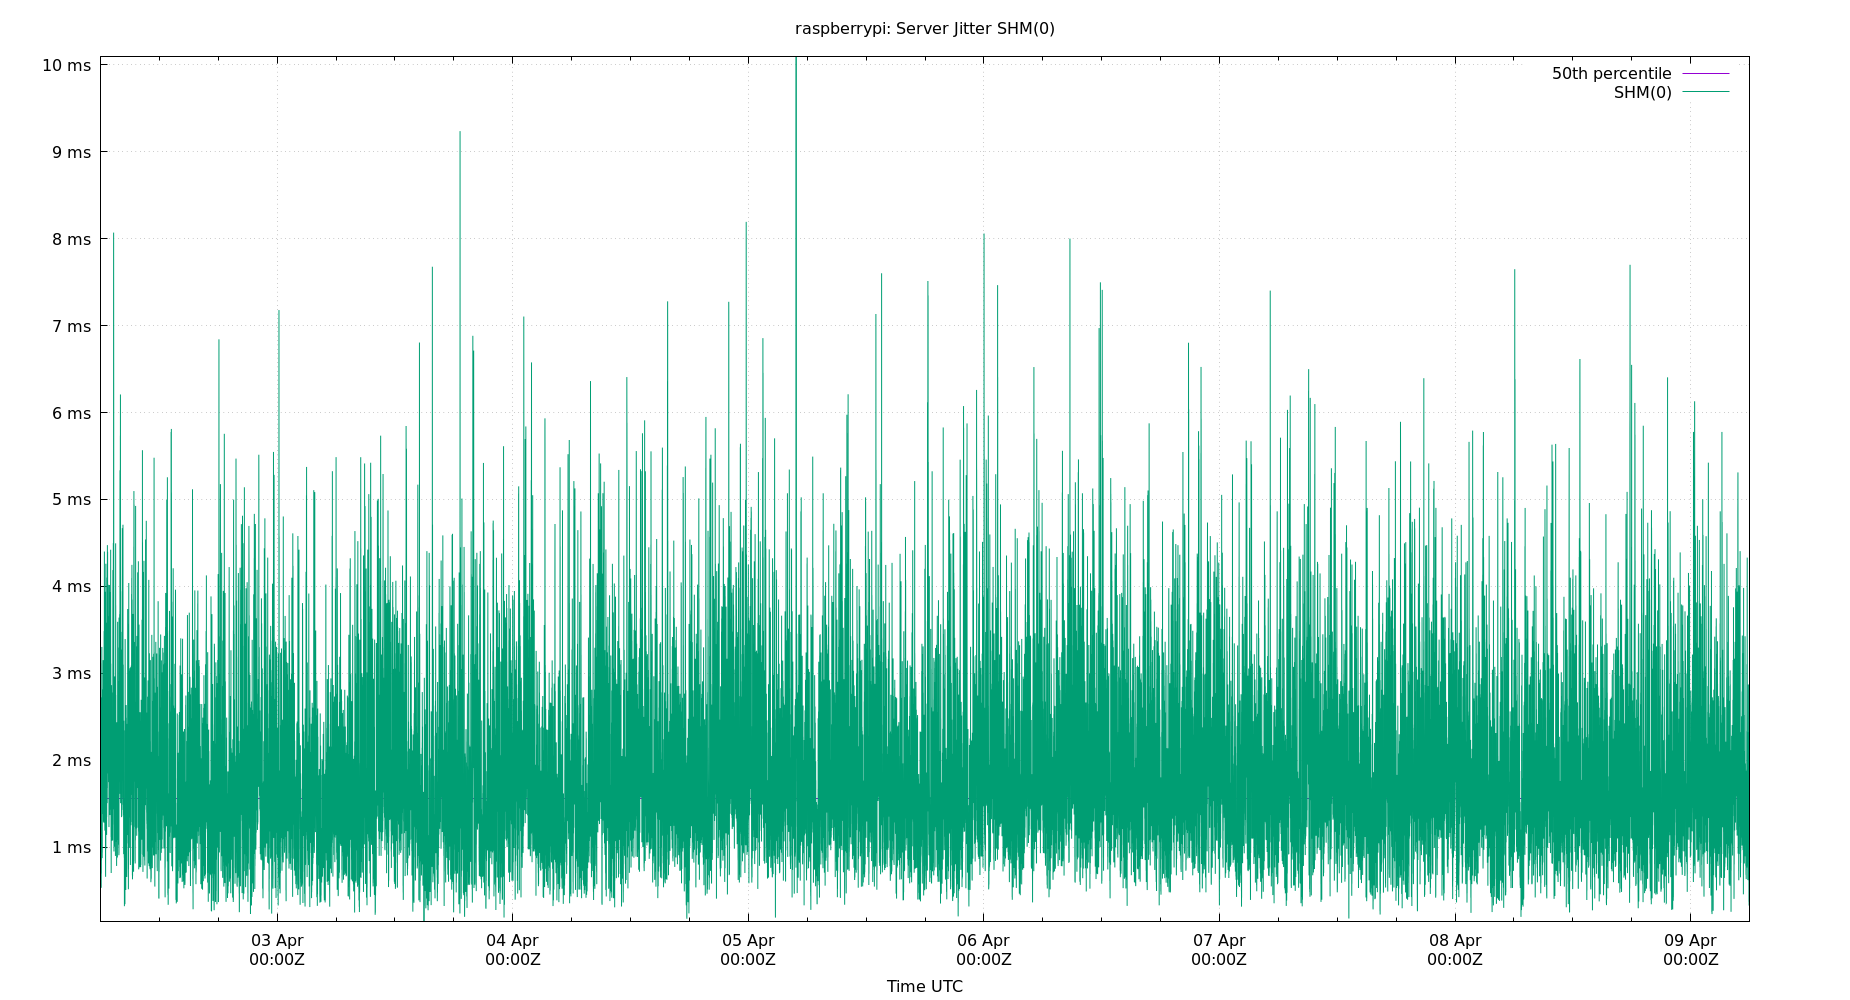 raspberrypi: Server Jitter SHM(0)
10 ms
9 ms
8 ms
7 ms
6 ms
5 ms
4 ms
3 ms
2 ms
1 ms
50th percentile
SHM(0)
03 Apr
00:00Z
04 Apr
00:00Z
05 Apr
00:00Z
06 Apr
00:00Z
07 Apr
00:00Z
08 Apr
00:00Z
09 Apr
00:00Z
Time UTC